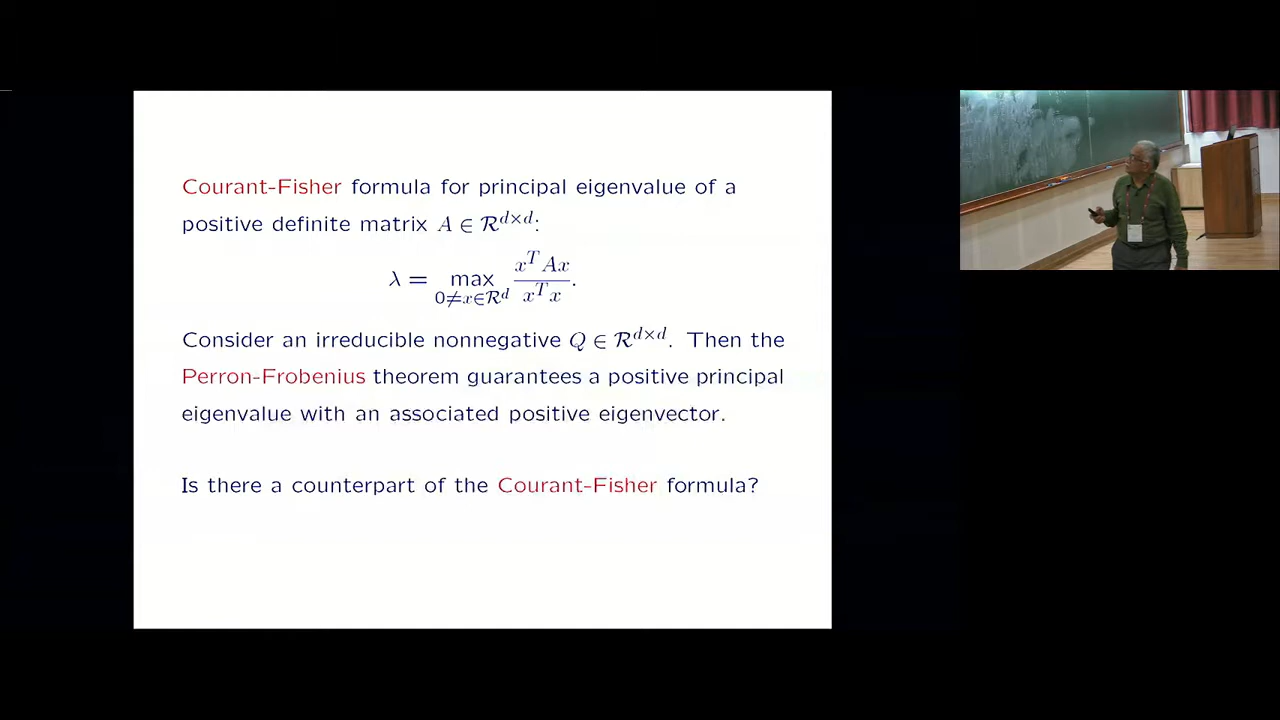 Courant-Fisher formula for principal eigenvalue of a
positive definite matrix A ∈ ℛ^{d×d}:
λ = max_{0≠x∈ℛ^d} \frac{x^T Ax}{x^T x}.
Consider an irreducible nonnegative Q ∈ ℛ^{d×d}. Then the
Perron-Frobenius theorem guarantees a positive principal
eigenvalue with an associated positive eigenvector.
Is there a counterpart of the Courant-Fisher formula?